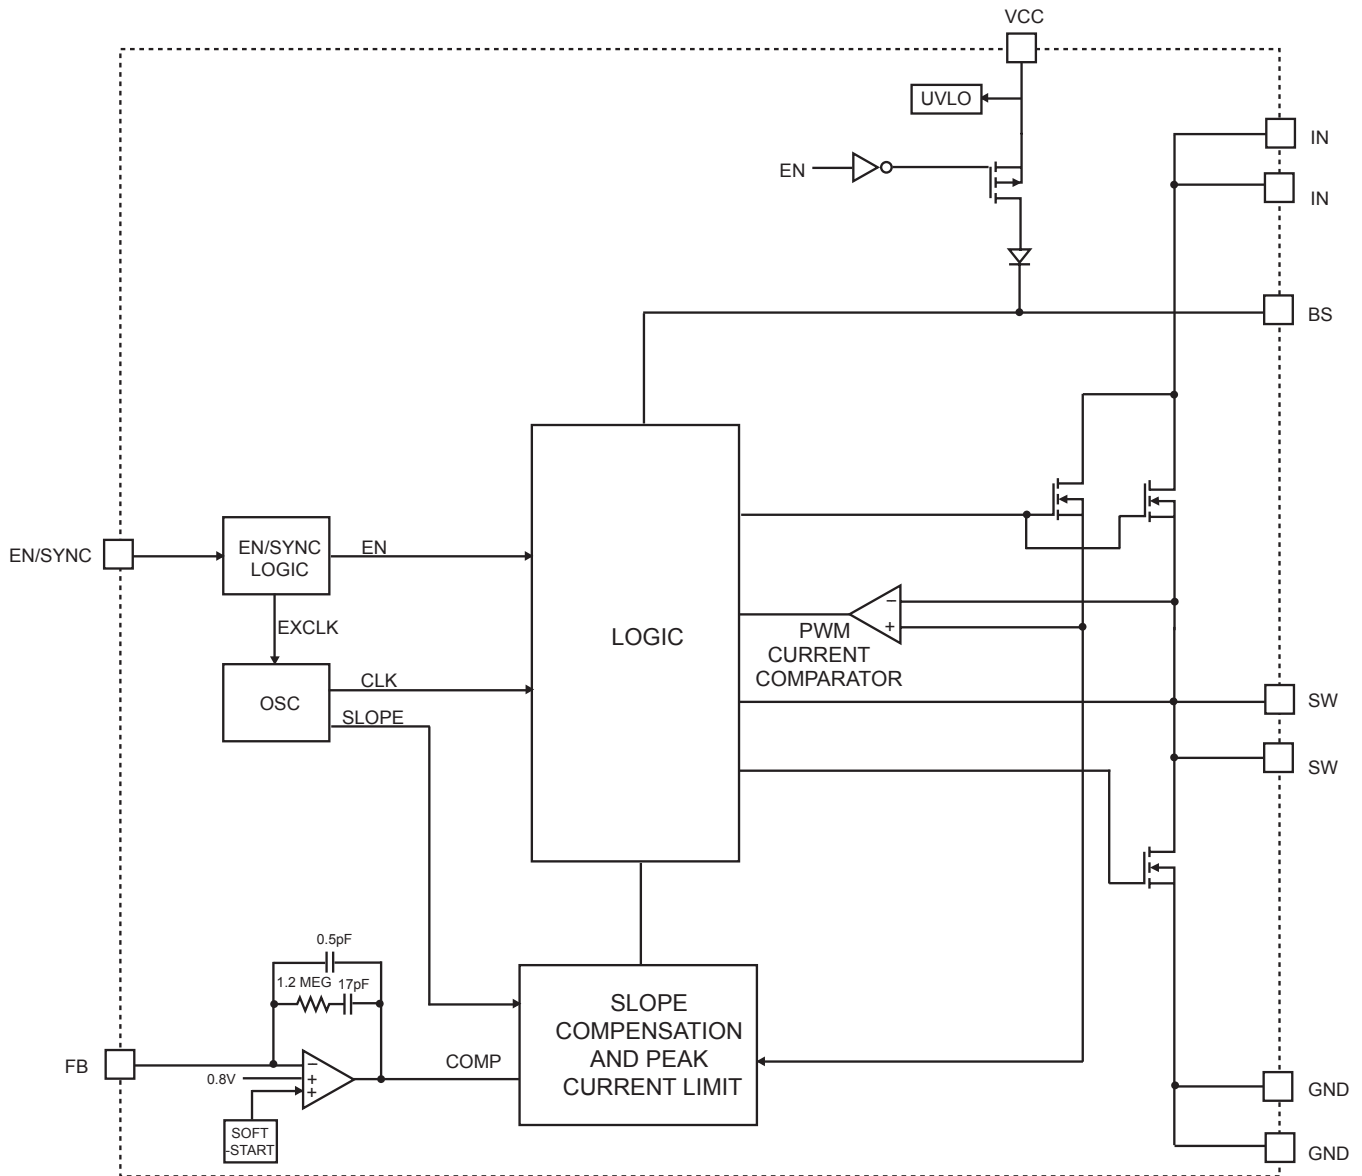 VCC
UVLO
IN
EN
IN
BS
EN/SYNC
EN/SYNC
LOGIC
EN
EXCLK
LOGIC
−
+
PWM
CURRENT
COMPARATOR
OSC
CLK
SLOPE
SW
SW
0.5pF
1.2 MEG
17pF
SLOPE
COMPENSATION
AND PEAK
CURRENT LIMIT
FB
−
0.8V
+
+
COMP
SOFT
-START
GND
GND